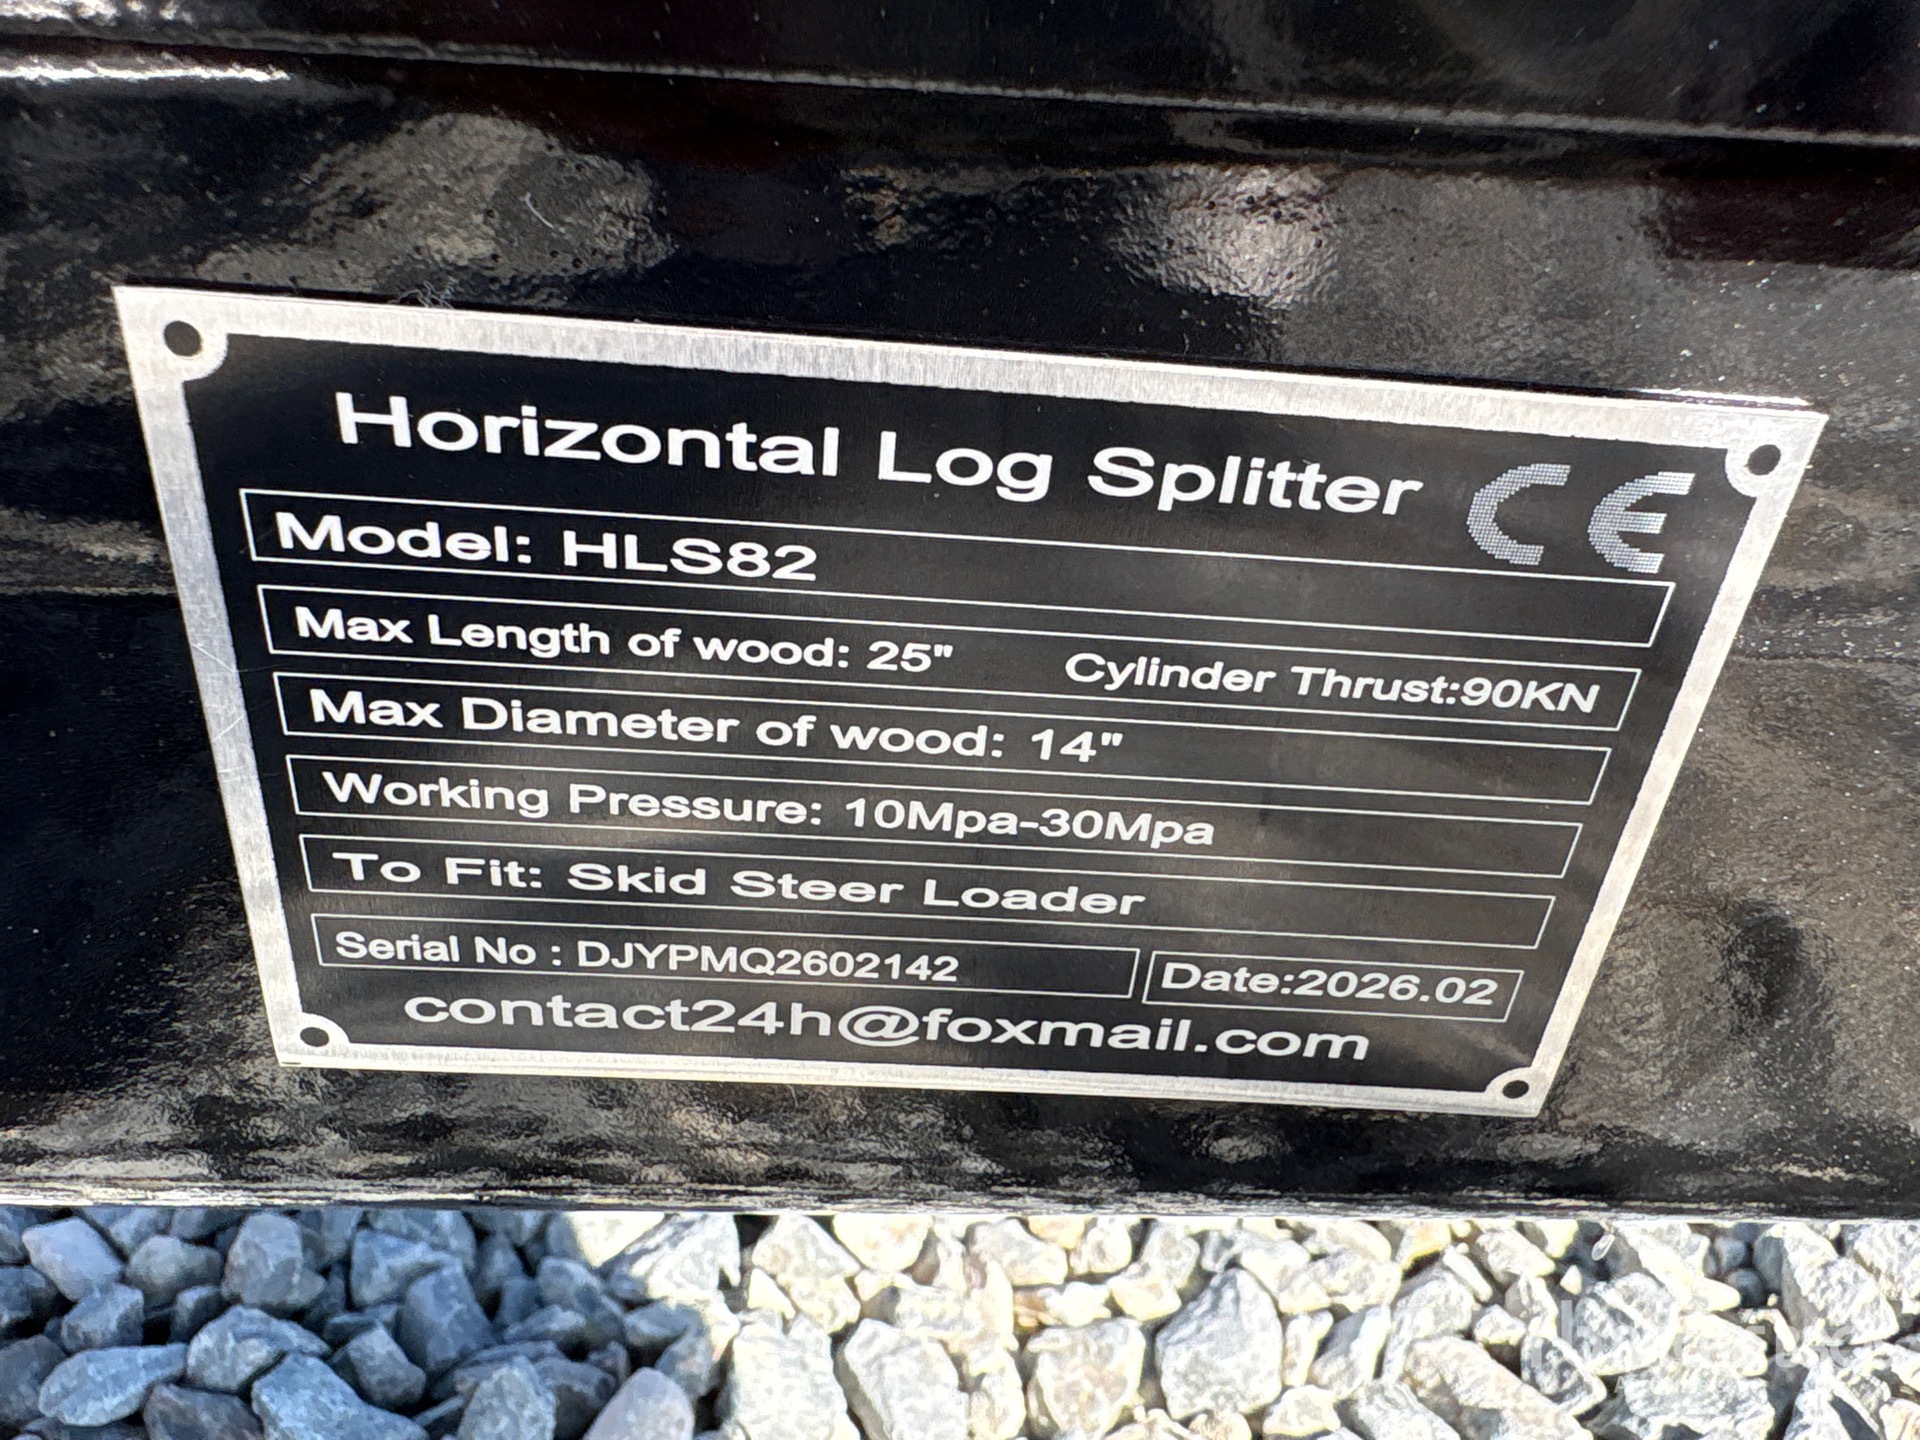 Horizontal Log Splitter CE
Model: HLS82
Max Length of wood: 25" Cylinder Thrust:90KN
Max Diameter of wood: 14"
Working Pressure: 10Mpa-30Mpa
To Fit: Skid Steer Loader
Serial No : DJYPMQ2602142 Date:2026.02
contact24h@foxmail.com